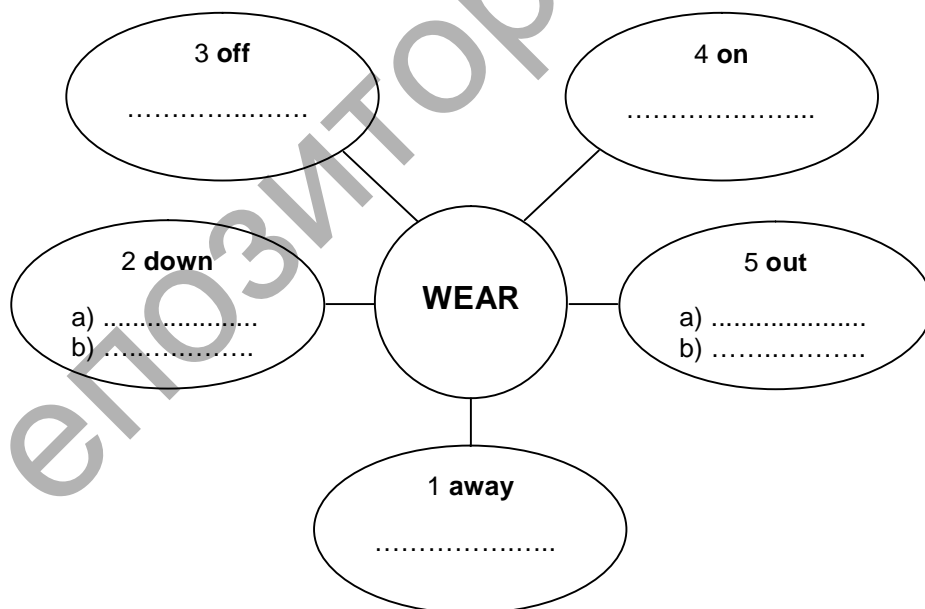 3 off
………………….
4 on
…………………..
2 down
a) .....................
b) ……………….
WEAR
5 out
a) .....................
b) ……………….
1 away
…………………..
епозитор